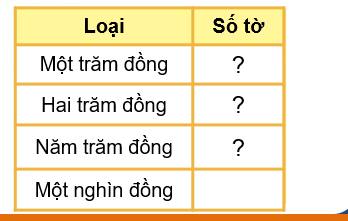 Loại Số tờ
Một trăm đồng ?
Hai trăm đồng ?
Năm trăm đồng ?
Một nghìn đồng